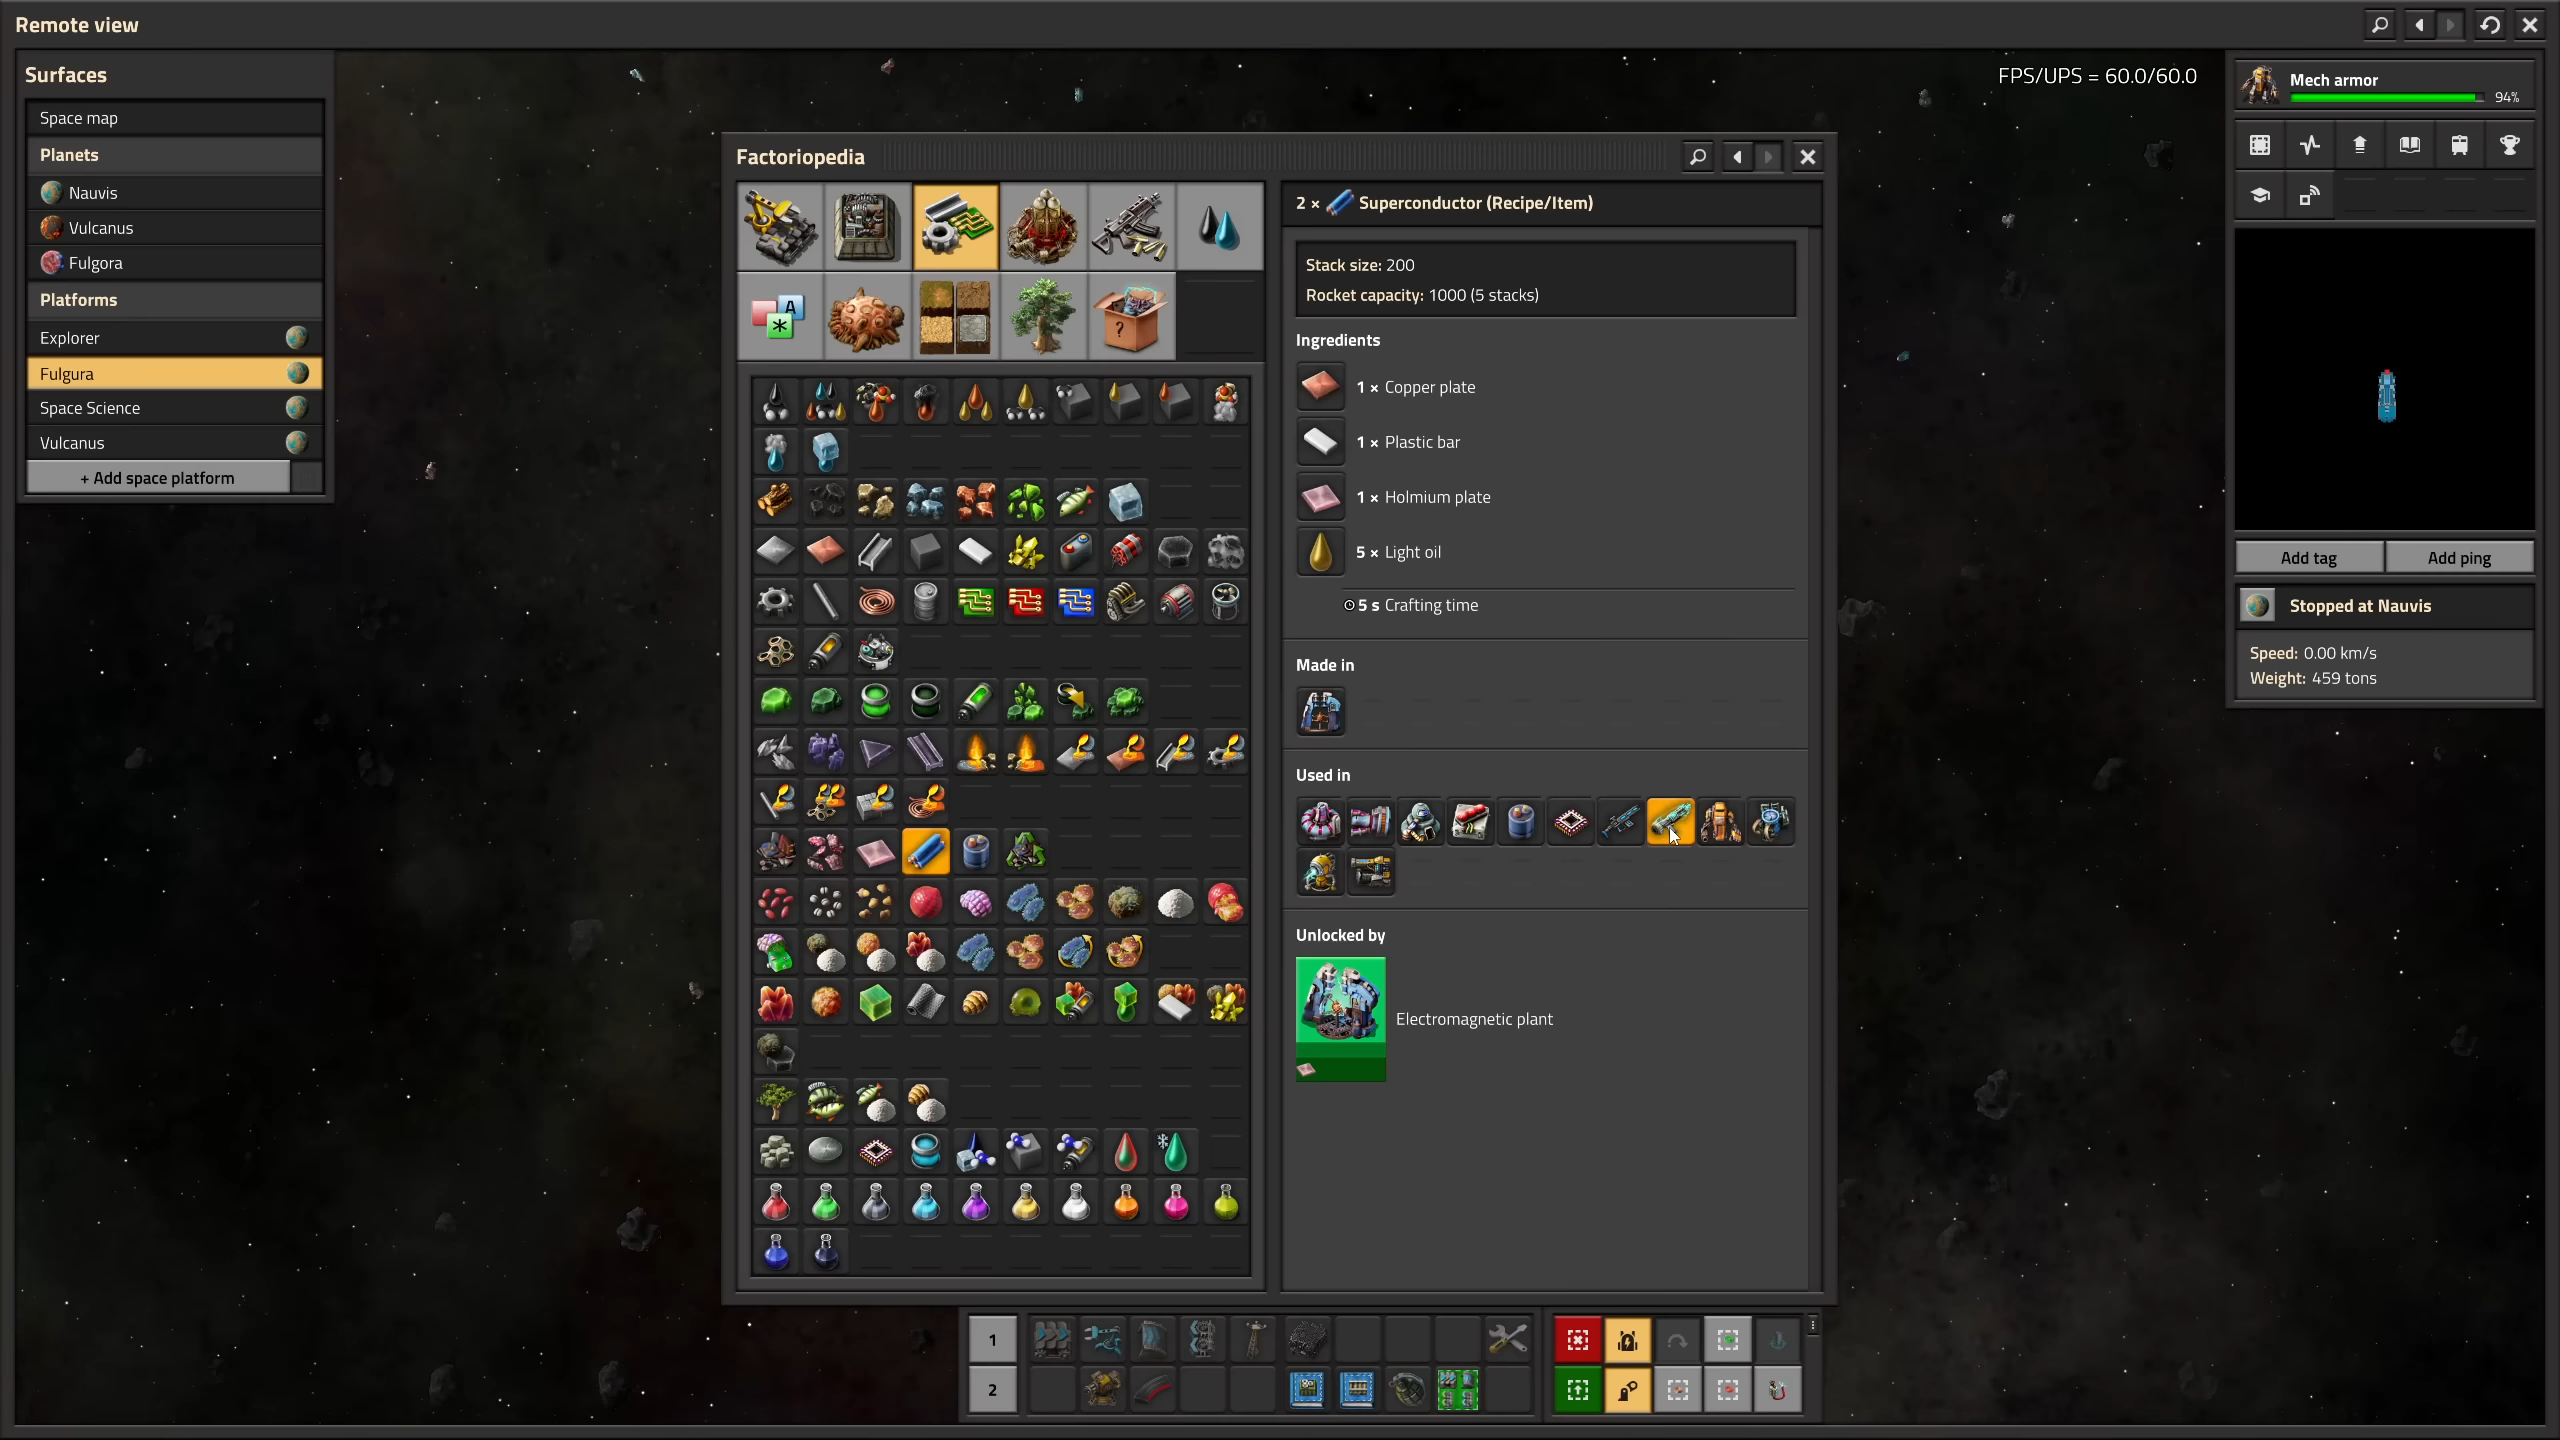 Remote view
Surfaces
Space map
Planets
Nauvis
Vulcanus
Fulgora
Platforms
Explorer
Fulgura
Space Science
Vulcanus
+ Add space platform
FPS/UPS = 60.0/60.0
Factoriopedia
A
*
?
2 × Superconductor (Recipe/Item)
Stack size: 200
Rocket capacity: 1000 (5 stacks)
Ingredients
1 × Copper plate
1 × Plastic bar
1 × Holmium plate
5 × Light oil
5 s Crafting time
Made in
Used in
Unlocked by
Electromagnetic plant
Mech armor
94%
Add tag
Add ping
Stopped at Nauvis
Speed: 0.00 km/s
Weight: 459 tons
1
2